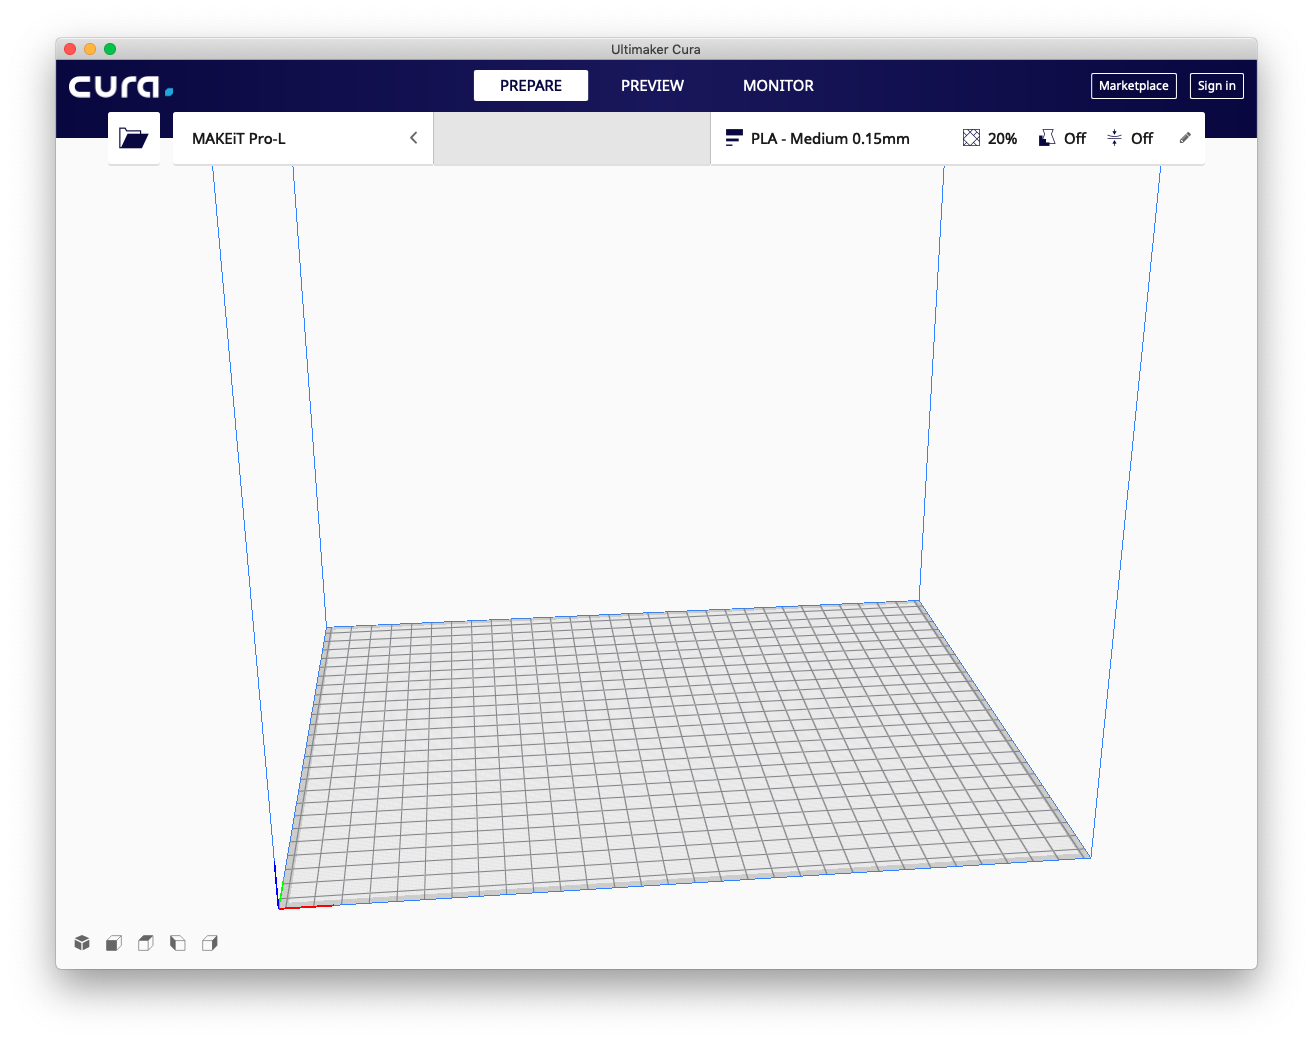 Ultimaker Cura
cura.
PREPARE
PREVIEW
MONITOR
Marketplace
Sign in
MAKEiT Pro-L
PLA - Medium 0.15mm
20%
Off
Off